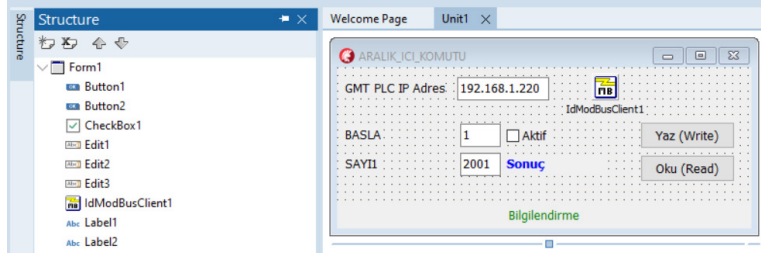 Structure
Structure
Form1
Button1
Button2
CheckBox1
Edit1
Edit2
Edit3
IdModBusClient1
Label1
Label2
Welcome Page
Unit1
ARALIK_ICI_KOMUTU
GMT PLC IP Adres
192.168.1.220
IdModBusClient1
BASLA
1
Aktif
Yaz (Write)
SAYI1
2001
Sonuç
Oku (Read)
Bilgilendirme